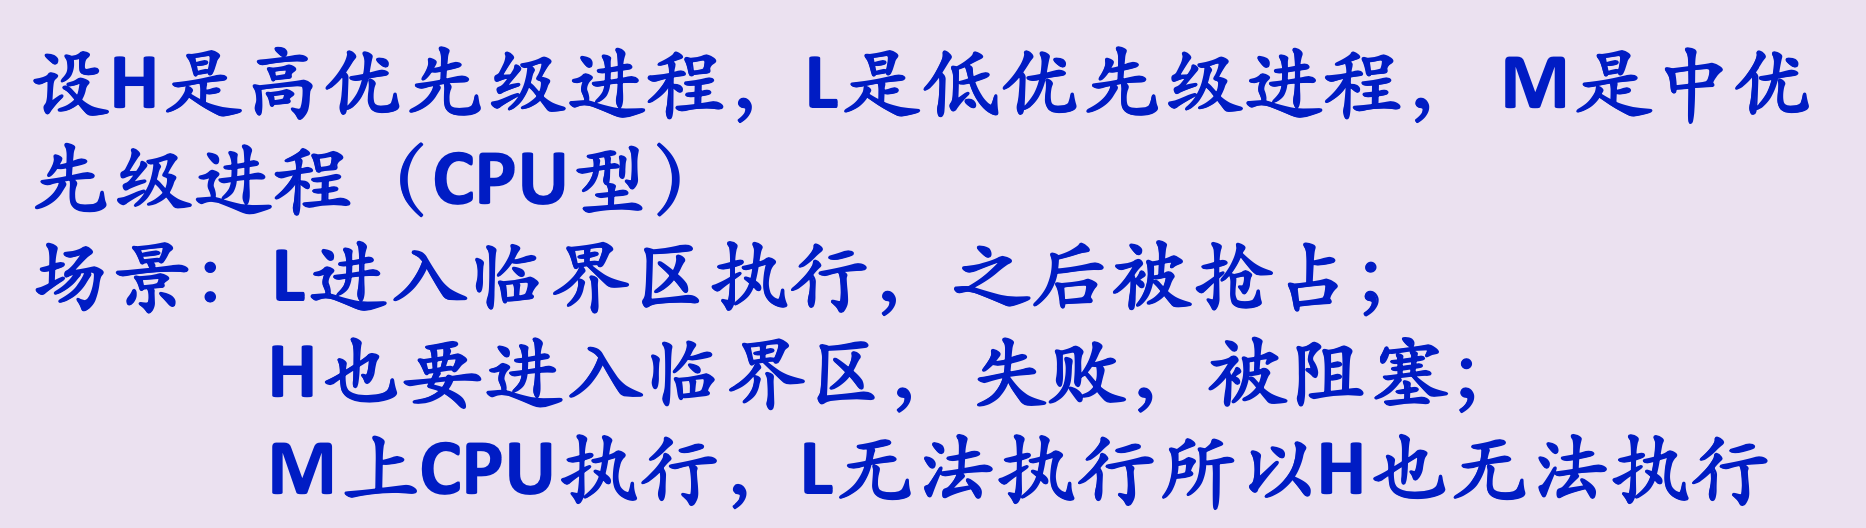 设H是高优先级进程，L是低优先级进程， M是中优
先级进程（CPU型）
场景：L进入临界区执行，之后被抢占；
H也要进入临界区，失败，被阻塞；
M上CPU执行，L无法执行所以H也无法执行